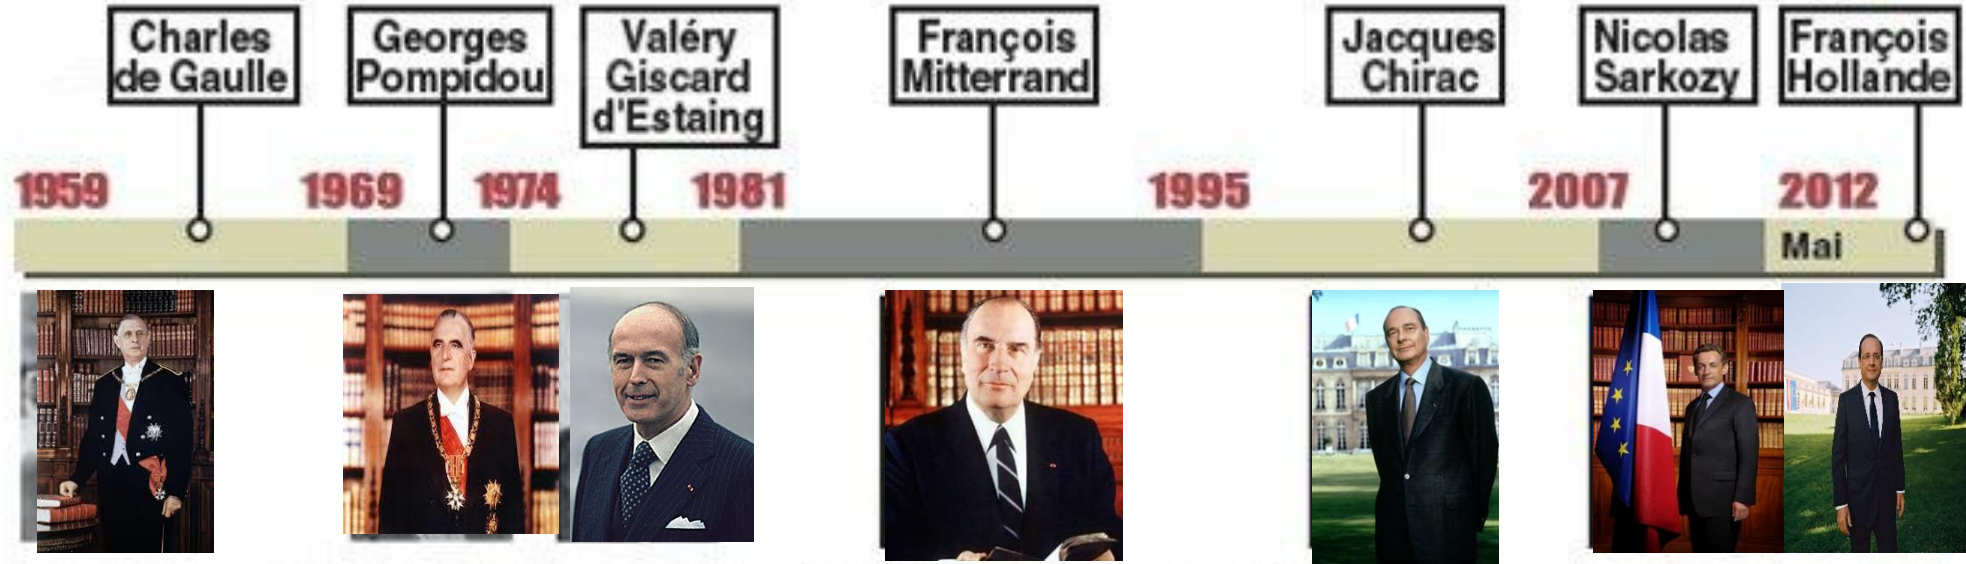 Charles
de Gaulle
Georges
Pompidou
Valéry
Giscard
d'Estaing
François
Mitterrand
Jacques
Chirac
Nicolas
Sarkozy
François
Hollande
1959
1969
1974
1981
1995
2007
2012
Mai